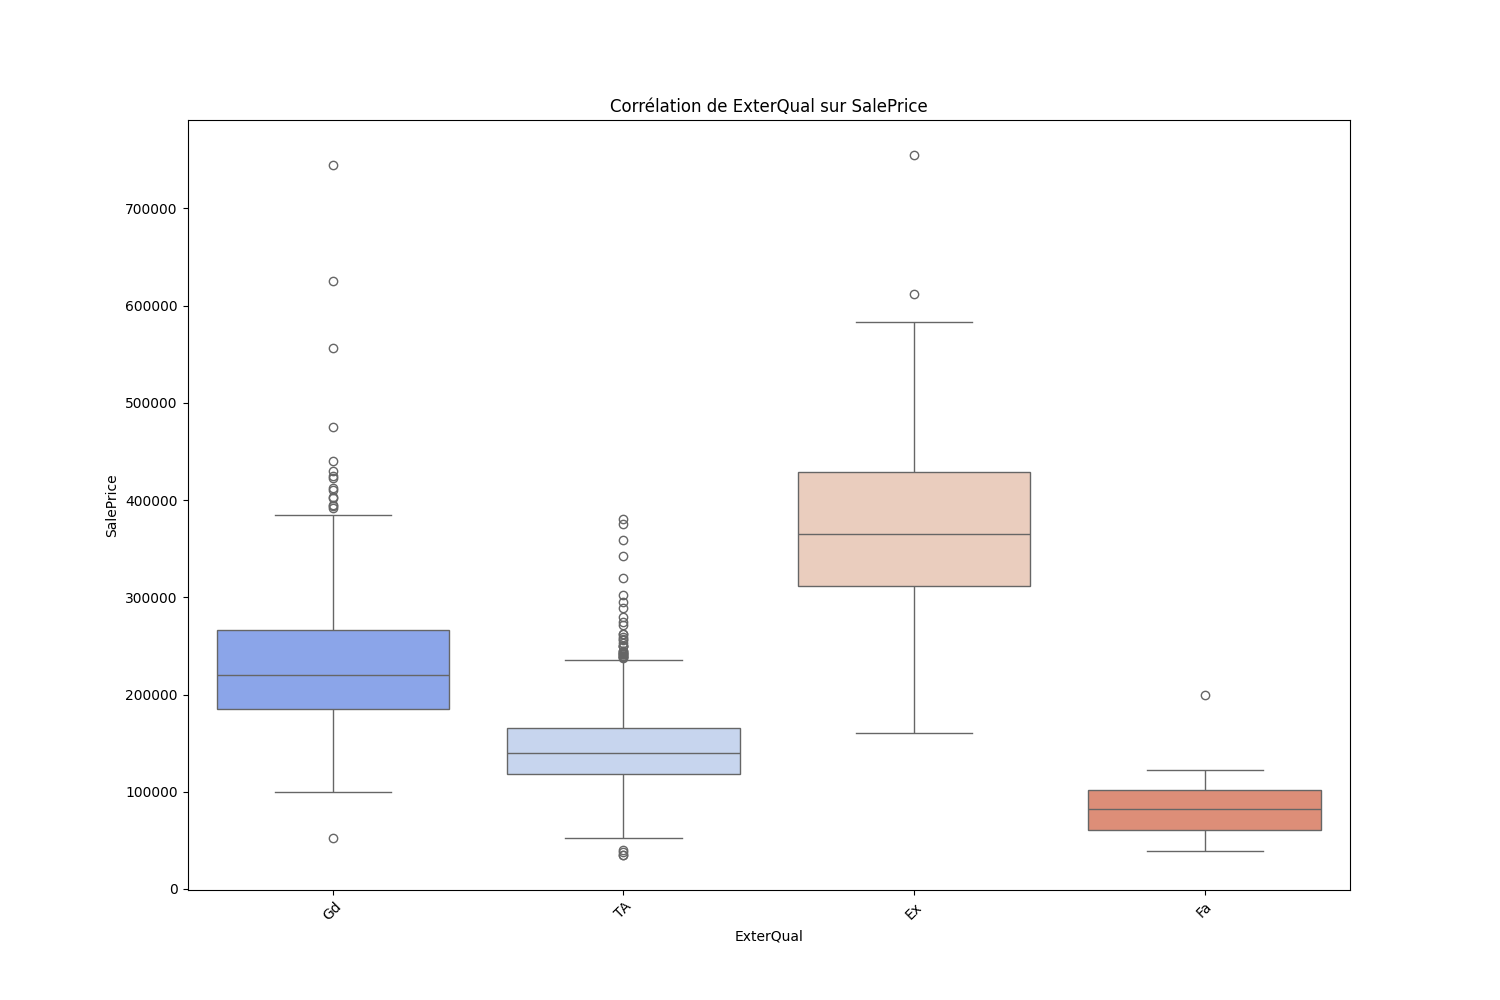 Corrélation de ExterQual sur SalePrice
700000
600000
500000
400000
300000
200000
100000
0
SalePrice
Gd
TA
Ex
Fa
ExterQual